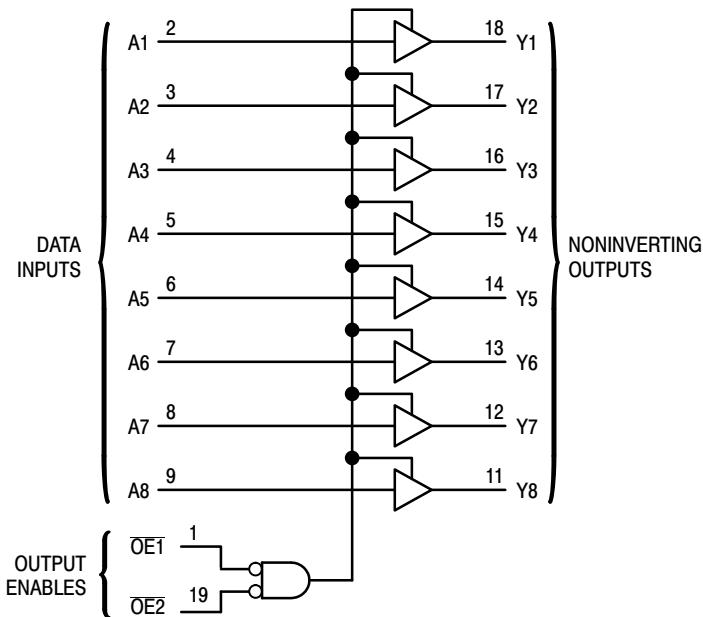 A1 2 18 Y1
A2 3 17 Y2
A3 4 16 Y3
A4 5 15 Y4
DATA
INPUTS
NONINVERTING
OUTPUTS
A5 6 14 Y5
A6 7 13 Y6
A7 8 12 Y7
A8 9 11 Y8
OUTPUT
ENABLES
O̅E̅1̅ 1
O̅E̅2̅ 19